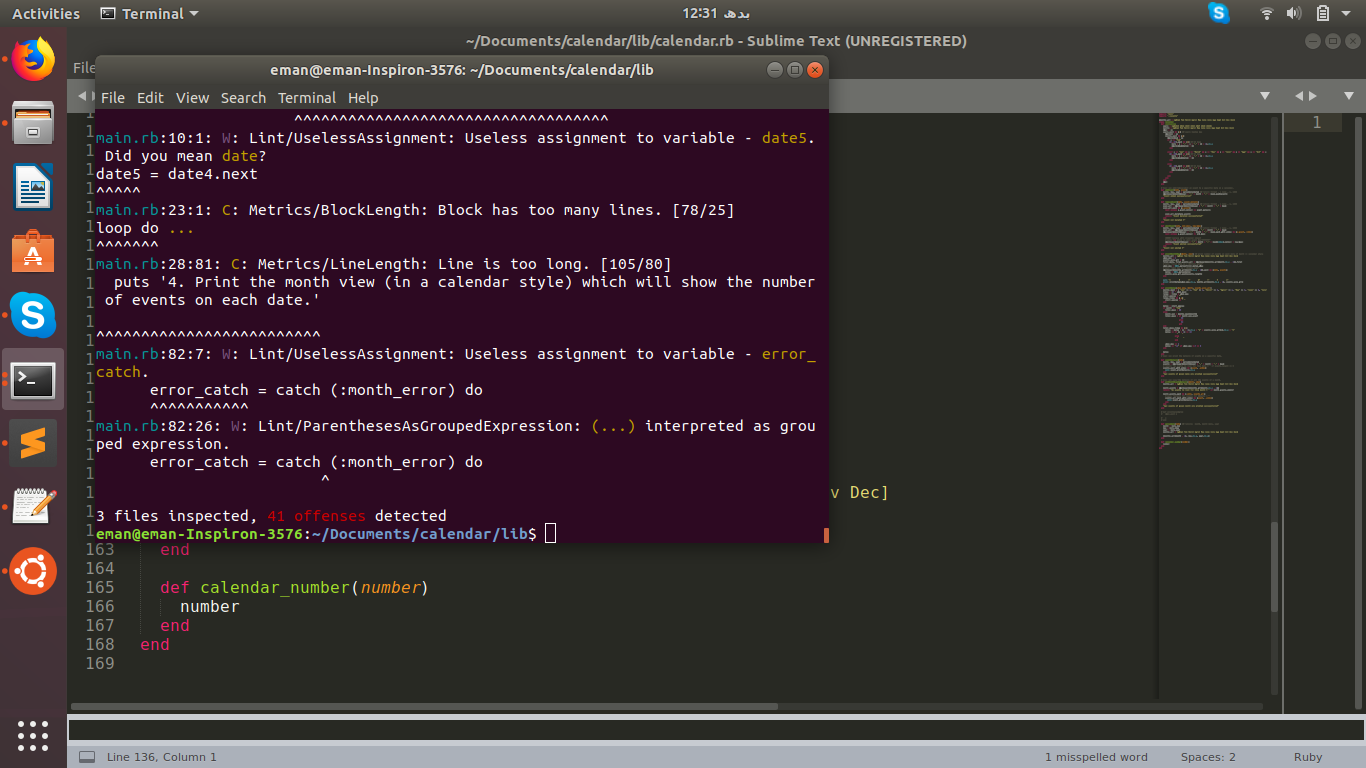 Activities
Terminal
بدھ 12:31
~/Documents/calendar/lib/calendar.rb - Sublime Text (UNREGISTERED)
File
eman@eman-Inspiron-3576: ~/Documents/calendar/lib
File Edit View Search Terminal Help
^^^^^^^^^^^^^^^^^^^^^^^^^^^^^^^^^^^
main.rb:10:1: W: Lint/UselessAssignment: Useless assignment to variable - date5.
Did you mean date?
date5 = date4.next
^^^^^
main.rb:23:1: C: Metrics/BlockLength: Block has too many lines. [78/25]
loop do ...
^^^^^^^
main.rb:28:81: C: Metrics/LineLength: Line is too long. [105/80]
puts '4. Print the month view (in a calendar style) which will show the number
of events on each date.'
^^^^^^^^^^^^^^^^^^^^^^^^^
main.rb:82:7: W: Lint/UselessAssignment: Useless assignment to variable - error_
catch.
error_catch = catch (:month_error) do
^^^^^^^^^^^
main.rb:82:26: W: Lint/ParenthesesAsGroupedExpression: (...) interpreted as grou
ped expression.
error_catch = catch (:month_error) do
^
3 files inspected, 41 offenses detected
eman@eman-Inspiron-3576:~/Documents/calendar/lib$
v Dec]
163 end
164
165 def calendar_number(number)
166 number
167 end
168 end
169
1
Line 136, Column 1
1 misspelled word
Spaces: 2
Ruby